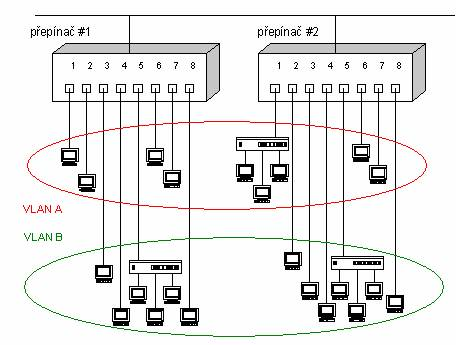 přepínač #1
přepínač #2
1 2 3 4 5 6 7 8
1 2 3 4 5 6 7 8
VLAN A
VLAN B